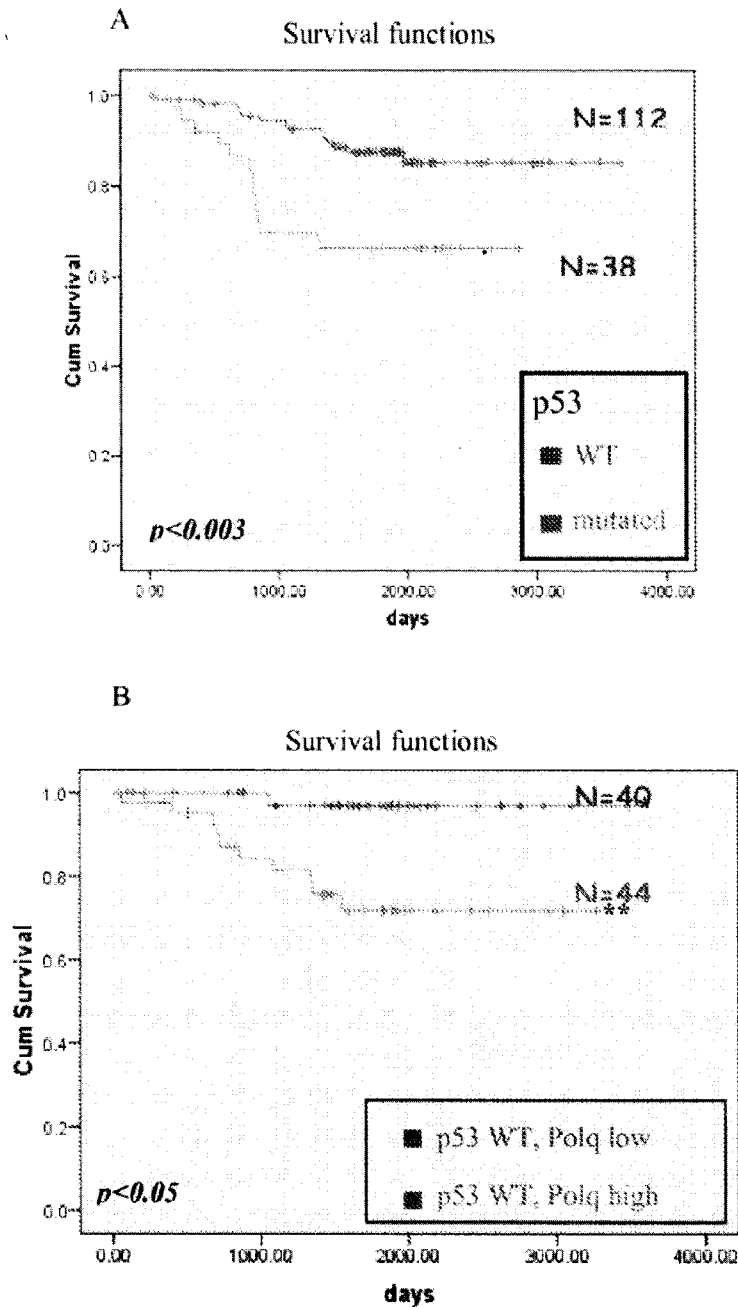 A
Survival functions
1.0
0.8
0.6
0.4
0.2
0.0
Cum Survival
N=112
N=38
p53
WT
mutated
p<0.003
0.00 1000.00 2000.00 3000.00 4000.00
days
B
Survival functions
1.0
0.8
0.6
0.4
0.2
0.0
Cum Survival
N=40
N=44
**
p53 WT, Polq low
p53 WT, Polq high
p<0.05
0.00 1000.00 2000.00 3000.00 4000.00
days